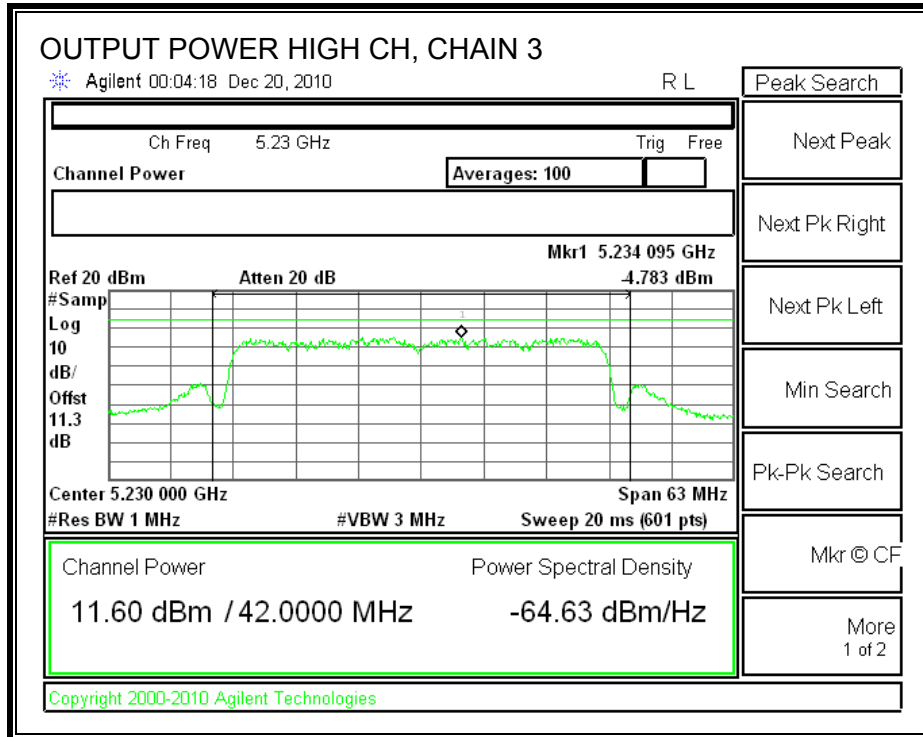 OUTPUT POWER HIGH CH, CHAIN 3
Agilent 00:04:18 Dec 20, 2010 R L
Peak Search
Ch Freq 5.23 GHz Trig Free
Next Peak
Channel Power Averages: 100
Next Pk Right
Mkr1 5.234 095 GHz
Ref 20 dBm Atten 20 dB -4.783 dBm
#Samp
Log
10
dB/
Offst
11.3
dB
1
Next Pk Left
Min Search
Pk-Pk Search
Center 5.230 000 GHz Span 63 MHz
#Res BW 1 MHz #VBW 3 MHz Sweep 20 ms (601 pts)
Mkr © CF
Channel Power Power Spectral Density
11.60 dBm / 42.0000 MHz -64.63 dBm/Hz
More
1 of 2
Copyright 2000-2010 Agilent Technologies